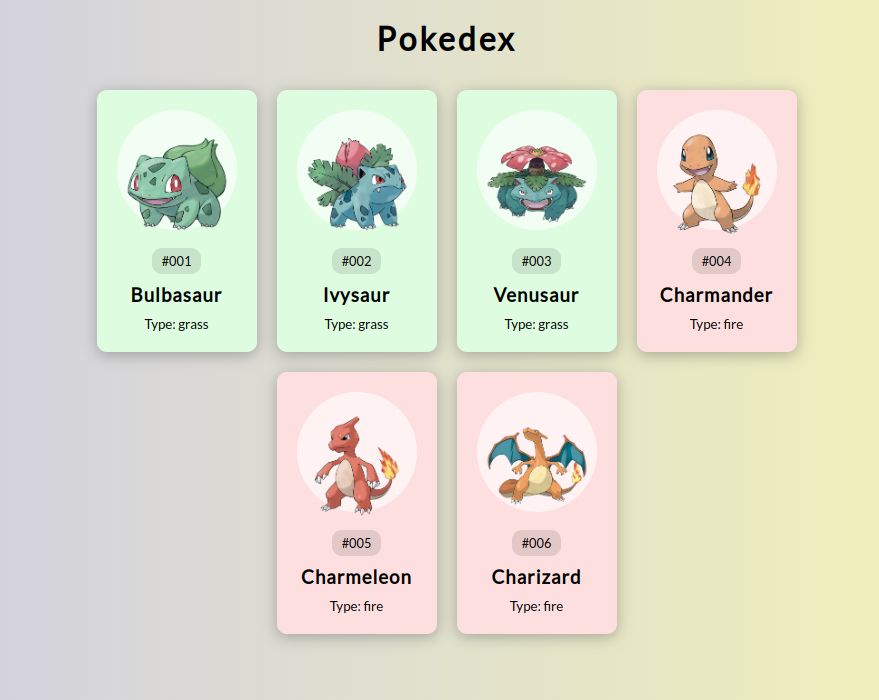 Pokedex
#001
Bulbasaur
Type: grass
#002
Ivysaur
Type: grass
#003
Venusaur
Type: grass
#004
Charmander
Type: fire
#005
Charmeleon
Type: fire
#006
Charizard
Type: fire